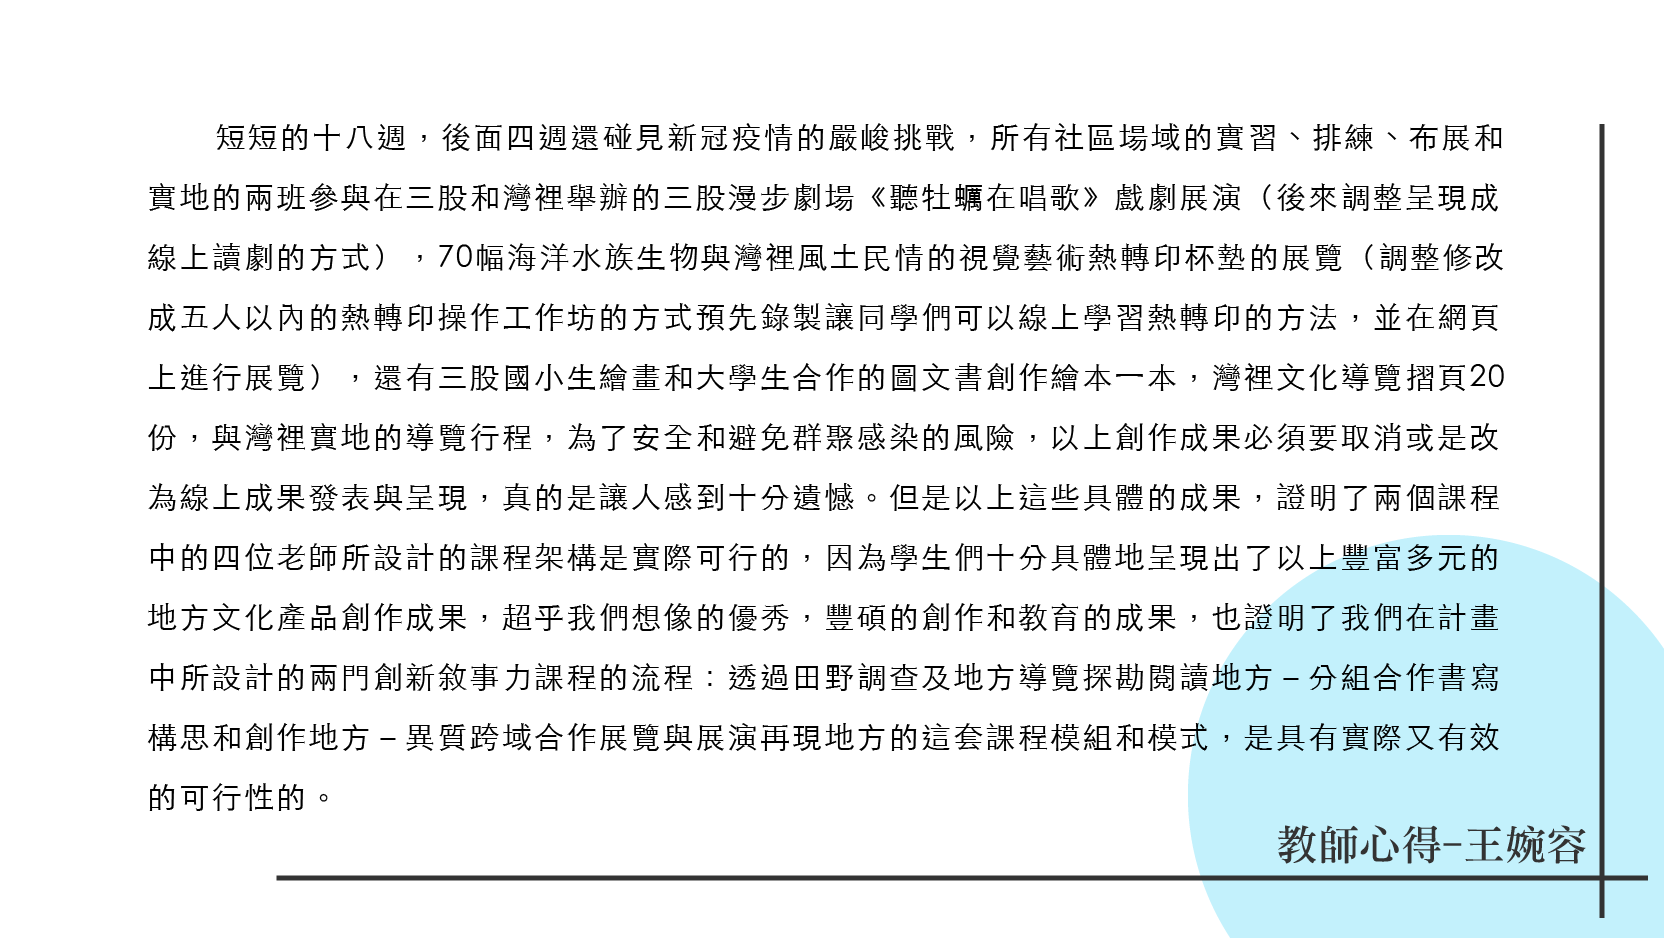 短短的十八週，後面四週還碰見新冠疫情的嚴峻挑戰，所有社區場域的實習、排練、布展和
實地的兩班參與在三股和灣裡舉辦的三股漫步劇場《聽牡蠣在唱歌》戲劇展演（後來調整呈現成
線上讀劇的方式），70幅海洋水族生物與灣裡風土民情的視覺藝術熱轉印杯墊的展覽（調整修改
成五人以內的熱轉印操作工作坊的方式預先錄製讓同學們可以線上學習熱轉印的方法，並在網頁
上進行展覽），還有三股國小生繪畫和大學生合作的圖文書創作繪本一本，灣裡文化導覽摺頁20
份，與灣裡實地的導覽行程，為了安全和避免群聚感染的風險，以上創作成果必須要取消或是改
為線上成果發表與呈現，真的是讓人感到十分遺憾。但是以上這些具體的成果，證明了兩個課程
中的四位老師所設計的課程架構是實際可行的，因為學生們十分具體地呈現出了以上豐富多元的
地方文化產品創作成果，超乎我們想像的優秀，豐碩的創作和教育的成果，也證明了我們在計畫
中所設計的兩門創新敘事力課程的流程：透過田野調查及地方導覽探勘閱讀地方–分組合作書寫
構思和創作地方–異質跨域合作展覽與展演再現地方的這套課程模組和模式，是具有實際又有效
的可行性的。
教師心得-王婉容